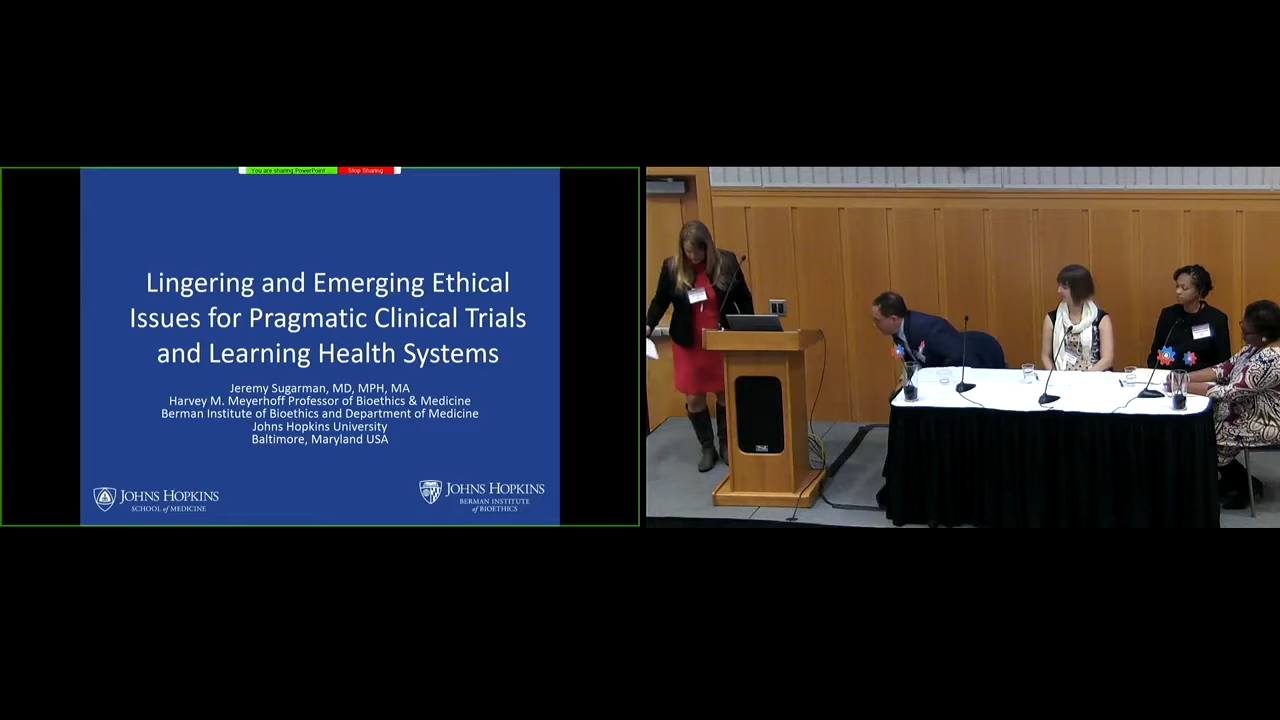 You are sharing PowerPoint
Stop Sharing
Lingering and Emerging Ethical
Issues for Pragmatic Clinical Trials
and Learning Health Systems
Jeremy Sugarman, MD, MPH, MA
Harvey M. Meyerhoff Professor of Bioethics & Medicine
Berman Institute of Bioethics and Department of Medicine
Johns Hopkins University
Baltimore, Maryland USA
JOHNS HOPKINS
SCHOOL of MEDICINE
JOHNS HOPKINS
BERMAN INSTITUTE
of BIOETHICS